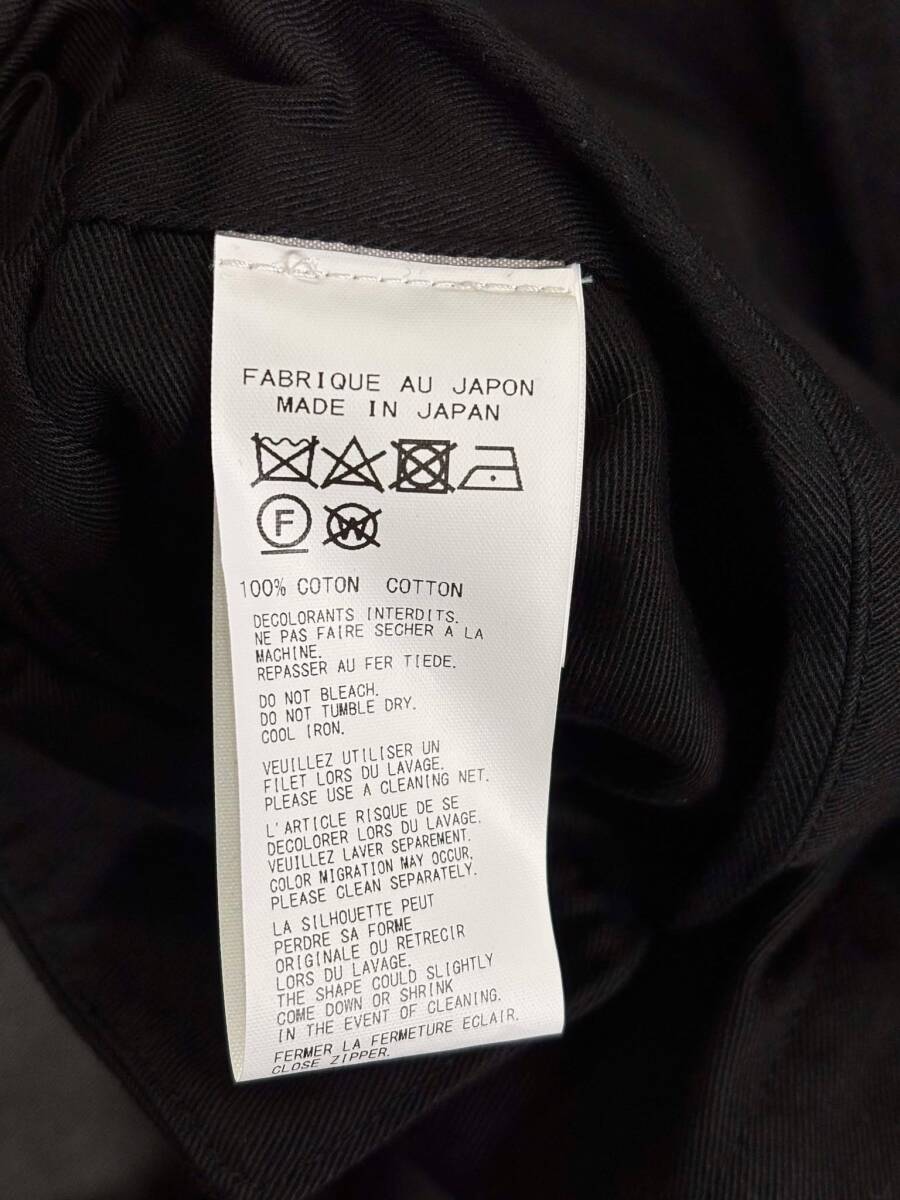 FABRIQUE AU JAPON
MADE IN JAPAN
F
W
100% COTON COTTON
DECOLORANTS INTERDITS.
NE PAS FAIRE SECHER A LA
MACHINE.
REPASSER AU FER TIEDE.
DO NOT BLEACH.
DO NOT TUMBLE DRY.
COOL IRON.
VEUILLEZ UTILISER UN
FILET LORS DU LAVAGE.
PLEASE USE A CLEANING NET.
L'ARTICLE RISQUE DE SE
DECOLORER LORS DU LAVAGE.
VEUILLEZ LAVER SEPAREMENT.
COLOR MIGRATION MAY OCCUR,
PLEASE CLEAN SEPARATELY.
LA SILHOUETTE PEUT
PERDRE SA FORME
ORIGINALE OU RETRECIR
LORS DU LAVAGE.
THE SHAPE COULD SLIGHTLY
COME DOWN OR SHRINK
IN THE EVENT OF CLEANING.
FERMER LA FERMETURE ECLAIR.
CLOSE ZIPPER.